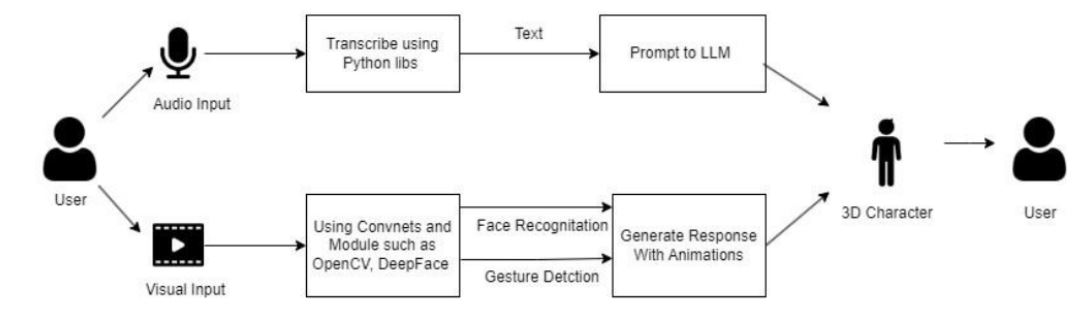 Audio Input
Transcribe using
Python libs
Text
Prompt to LLM
User
Visual Input
Using Convnets and
Module such as
OpenCV, DeepFace
Face Recognitation
Gesture Detction
Generate Response
With Animations
3D Character
User